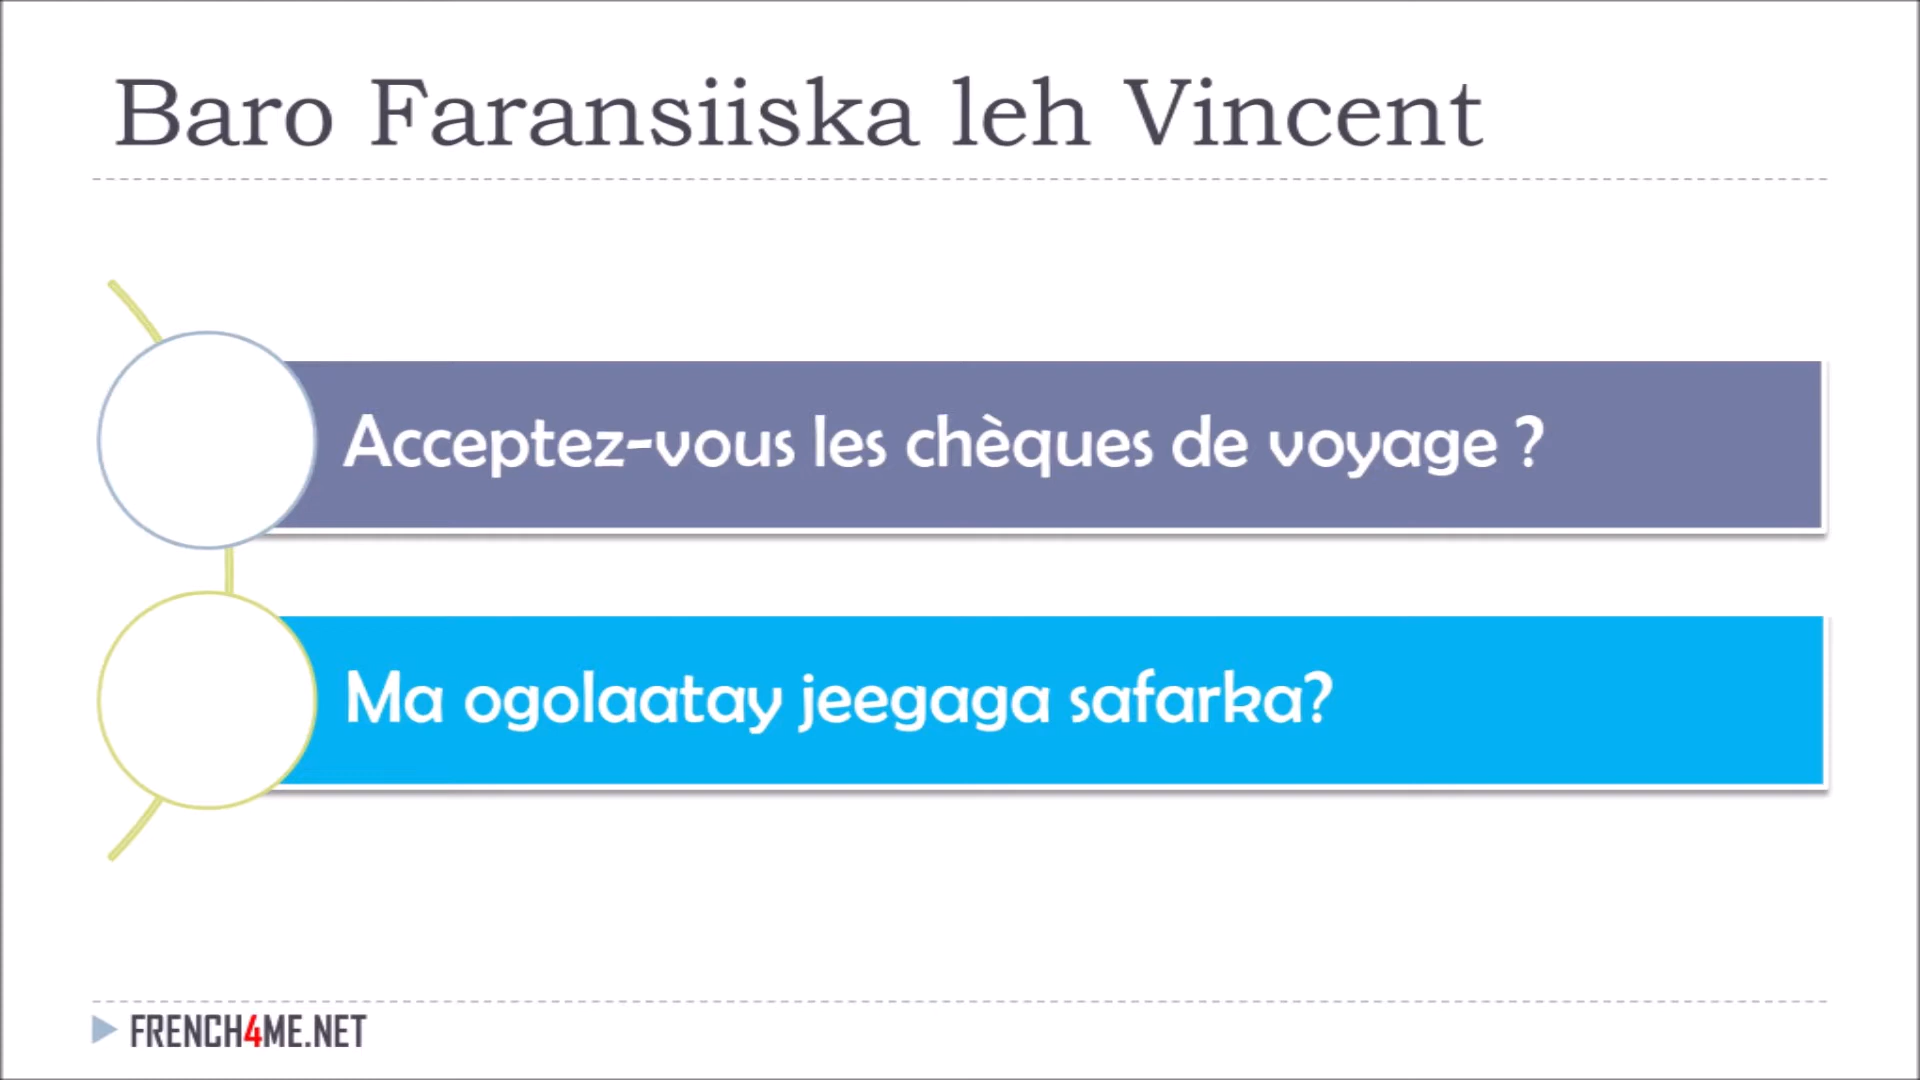 Baro Faransiiska leh Vincent
Acceptez-vous les chèques de voyage ?
Ma ogolaatay jeegaga safarka?
FRENCH4ME.NET